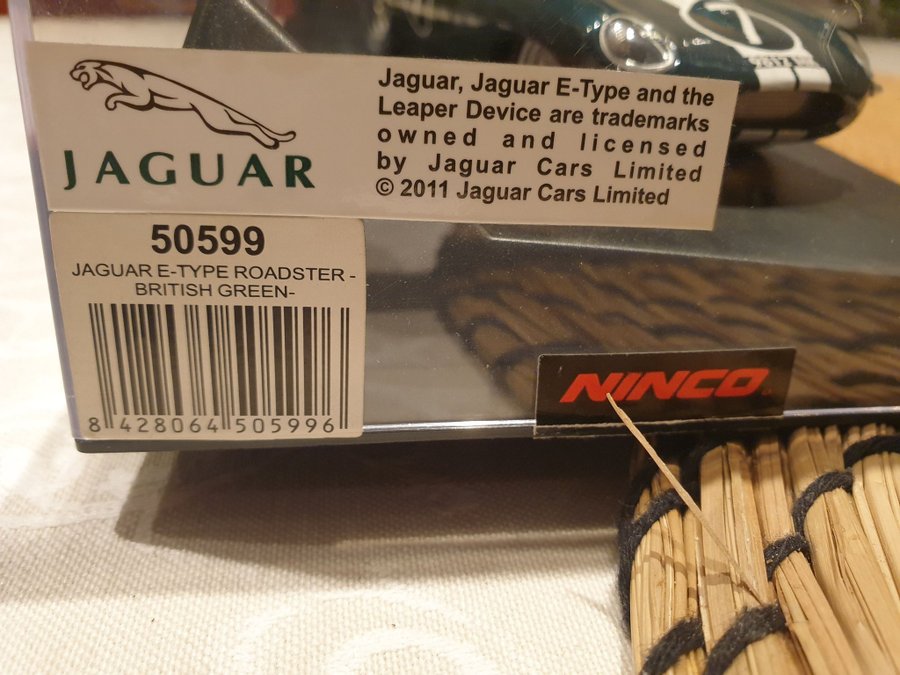 7
Jaguar, Jaguar E-Type and the
Leaper Device are trademarks
owned and licensed
by Jaguar Cars Limited
© 2011 Jaguar Cars Limited
JAGUAR
50599
JAGUAR E-TYPE ROADSTER -
BRITISH GREEN-
8 428064 505996
NINCO